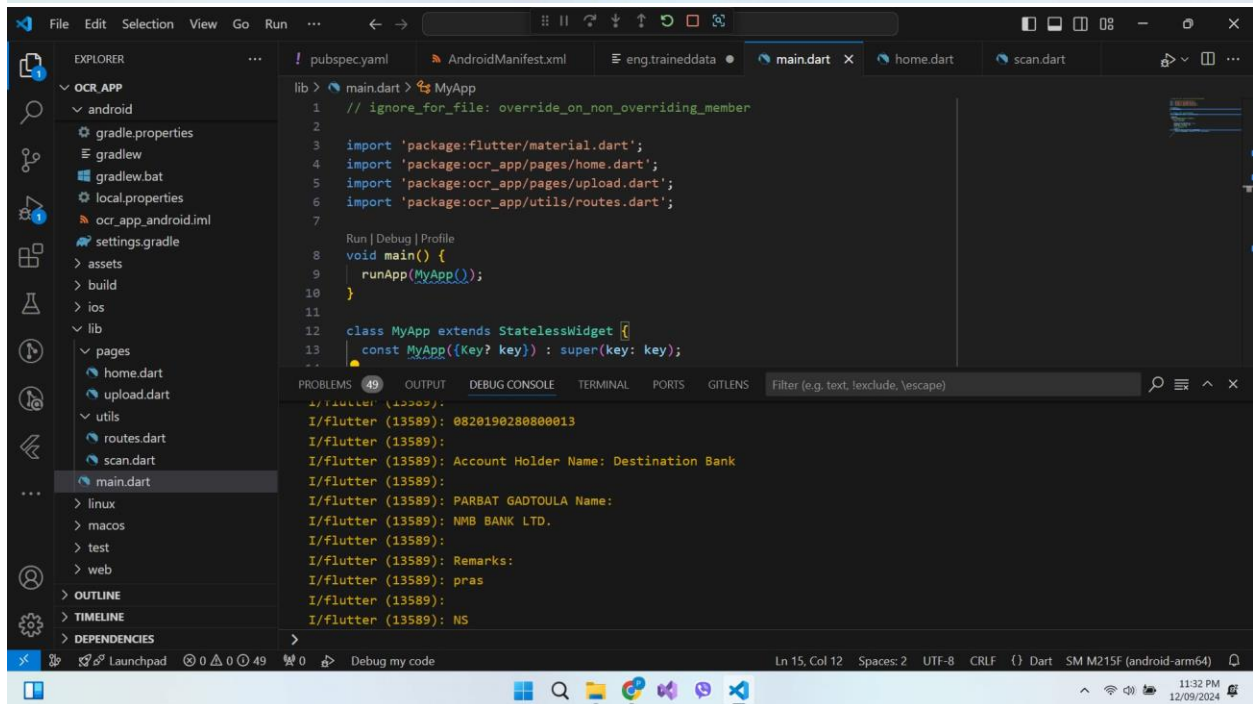 File Edit Selection View Go Run ...
EXPLORER ...
OCR_APP
android
gradle.properties
gradlew
gradlew.bat
local.properties
ocr_app_android.iml
settings.gradle
assets
build
ios
lib
pages
home.dart
upload.dart
utils
routes.dart
scan.dart
main.dart
linux
macos
test
web
OUTLINE
TIMELINE
DEPENDENCIES
pubspec.yaml AndroidManifest.xml eng.traineddata main.dart home.dart scan.dart
lib > main.dart > MyApp
1 // ignore_for_file: override_on_non_overriding_member
2
3 import 'package:flutter/material.dart';
4 import 'package:ocr_app/pages/home.dart';
5 import 'package:ocr_app/pages/upload.dart';
6 import 'package:ocr_app/utils/routes.dart';
7
Run | Debug | Profile
8 void main() {
9 runApp(MyApp());
10 }
11
12 class MyApp extends StatelessWidget {
13 const MyApp({Key? key}) : super(key: key);
PROBLEMS 49 OUTPUT DEBUG CONSOLE TERMINAL PORTS GITLENS Filter (e.g. text, !exclude, \escape)
I/flutter (13589):
I/flutter (13589): 0820190280800013
I/flutter (13589):
I/flutter (13589): Account Holder Name: Destination Bank
I/flutter (13589):
I/flutter (13589): PARBAT GADTOULA Name:
I/flutter (13589): NMB BANK LTD.
I/flutter (13589):
I/flutter (13589): Remarks:
I/flutter (13589): pras
I/flutter (13589):
I/flutter (13589): NS
>
Launchpad 0 0 49 0 Debug my code Ln 15, Col 12 Spaces: 2 UTF-8 CRLF {} Dart SM M215F (android-arm64)
11:32 PM
12/09/2024